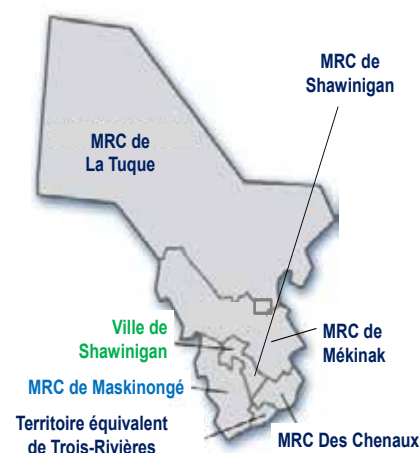 MRC de
Shawinigan
MRC de
La Tuque
Ville de
Shawinigan
MRC de
Mékinak
MRC de Maskinongé
Territoire équivalent
de Trois-Rivières
MRC Des Chenaux